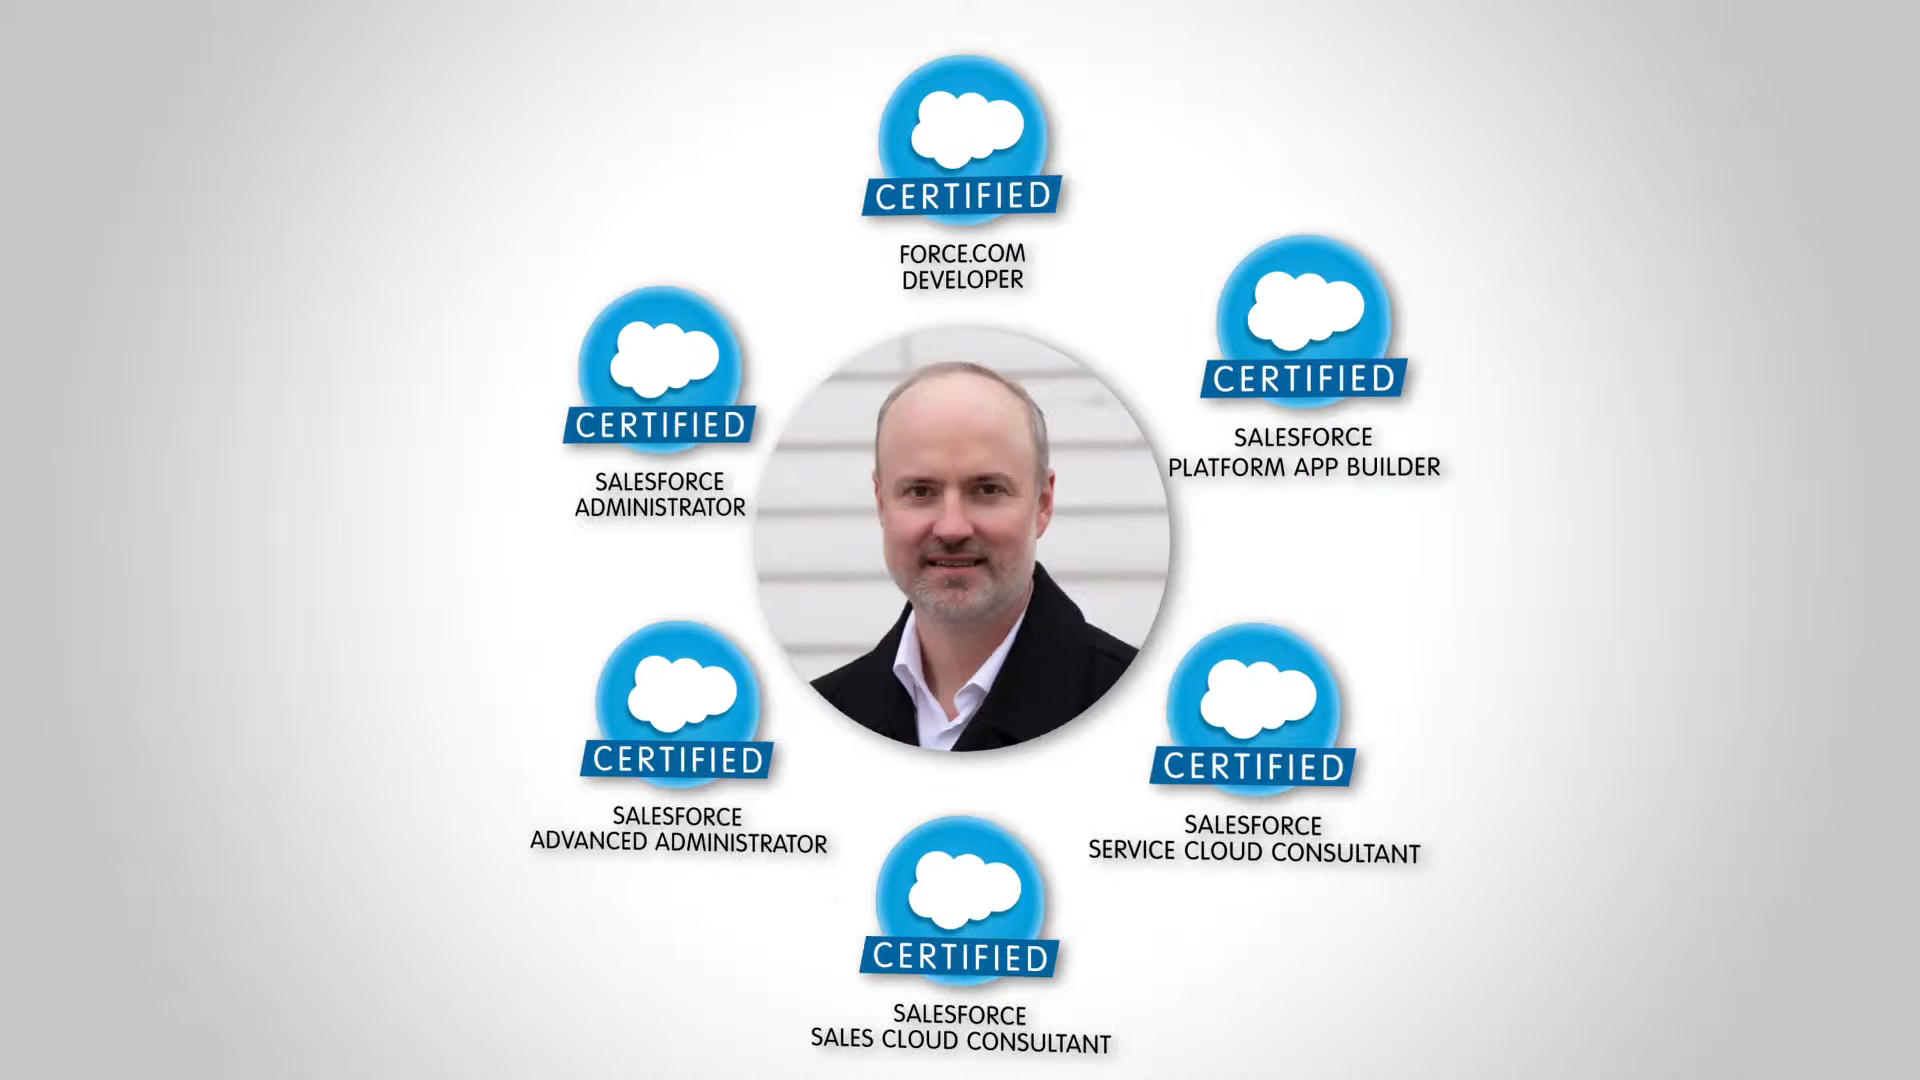 CERTIFIED
FORCE.COM
DEVELOPER
CERTIFIED
SALESFORCE
PLATFORM APP BUILDER
CERTIFIED
SALESFORCE
ADMINISTRATOR
CERTIFIED
SALESFORCE
ADVANCED ADMINISTRATOR
CERTIFIED
SALESFORCE
SERVICE CLOUD CONSULTANT
CERTIFIED
SALESFORCE
SALES CLOUD CONSULTANT